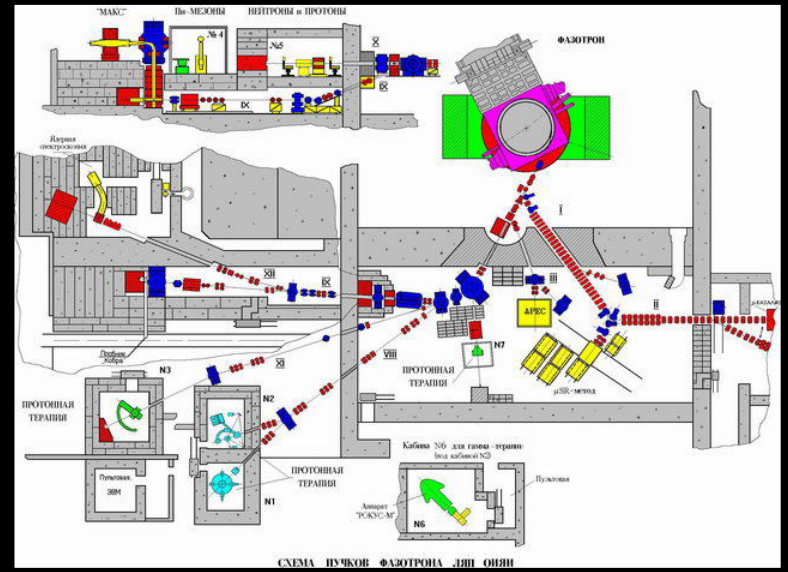 "МАКС"
Пи-МЕЗОНЫ
НЕЙТРОНЫ и ПРОТОНЫ
№4
№5
X
IX
IX
ФАЗОТРОН
Ядерная
спектроскопия
I
XII
IX
III
II
АРЕС
μ-КАТАЛИЗ
Пробник
Кобра
XI
VIII
N7
ПРОТОННАЯ
ТЕРАПИЯ
μSR-метод
N3
ПРОТОННАЯ
ТЕРАПИЯ
N2
Пультовая
ЭВМ
N1
ПРОТОННАЯ
ТЕРАПИЯ
Кабина N6 для гамма-терапии
(под кабиной N2)
Пультовая
Аппарат
"РОКУС-М"
N6
СХЕМА ПУЧКОВ ФАЗОТРОНА ЛЯП ОИЯИ